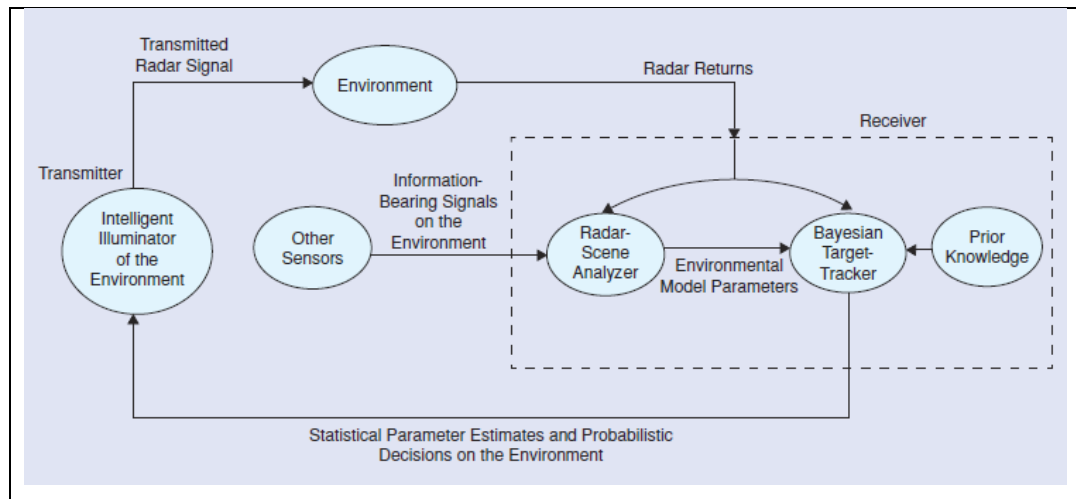 Transmitted
Radar Signal
Environment
Radar Returns
Receiver
Transmitter
Intelligent
Illuminator
of the
Environment
Other
Sensors
Information-
Bearing Signals
on the
Environment
Radar-
Scene
Analyzer
Environmental
Model Parameters
Bayesian
Target-
Tracker
Prior
Knowledge
Statistical Parameter Estimates and Probabilistic
Decisions on the Environment